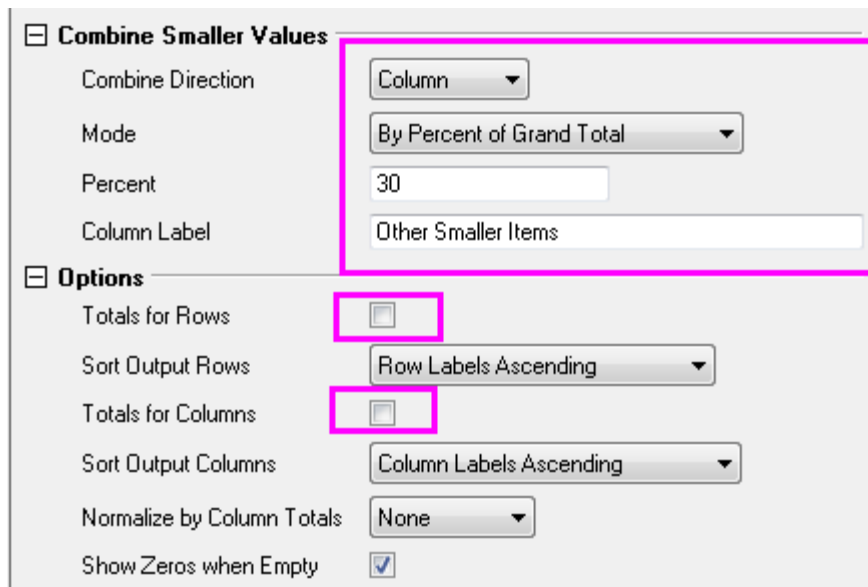 Combine Smaller Values
Combine Direction Column
Mode By Percent of Grand Total
Percent 30
Column Label Other Smaller Items
Options
Totals for Rows
Sort Output Rows Row Labels Ascending
Totals for Columns
Sort Output Columns Column Labels Ascending
Normalize by Column Totals None
Show Zeros when Empty